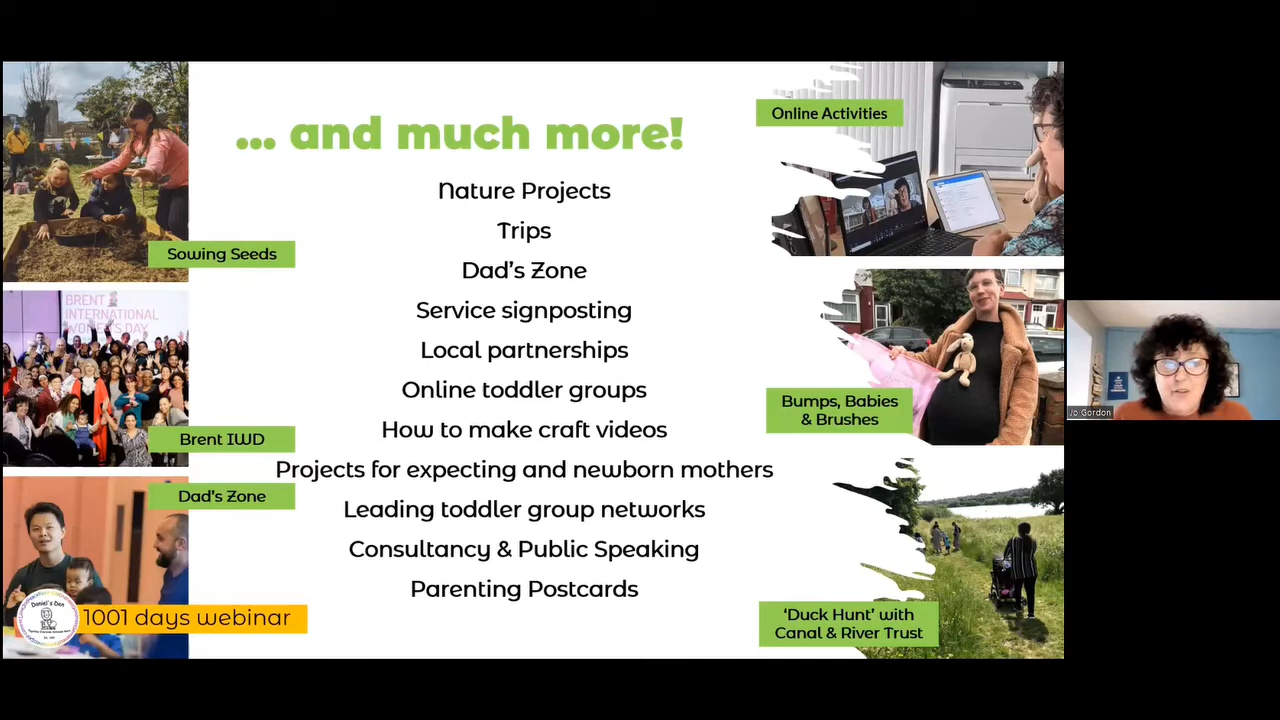 ... and much more!
Nature Projects
Trips
Dad's Zone
Service signposting
Local partnerships
Online toddler groups
How to make craft videos
Projects for expecting and newborn mothers
Leading toddler group networks
Consultancy & Public Speaking
Parenting Postcards
Sowing Seeds
BRENT
INTERNATIONAL
WOMEN'S DAY
Brent IWD
Dad's Zone
Daniel's Den
1001 days webinar
Online Activities
Bumps, Babies
& Brushes
'Duck Hunt' with
Canal & River Trust
Jo Gordon